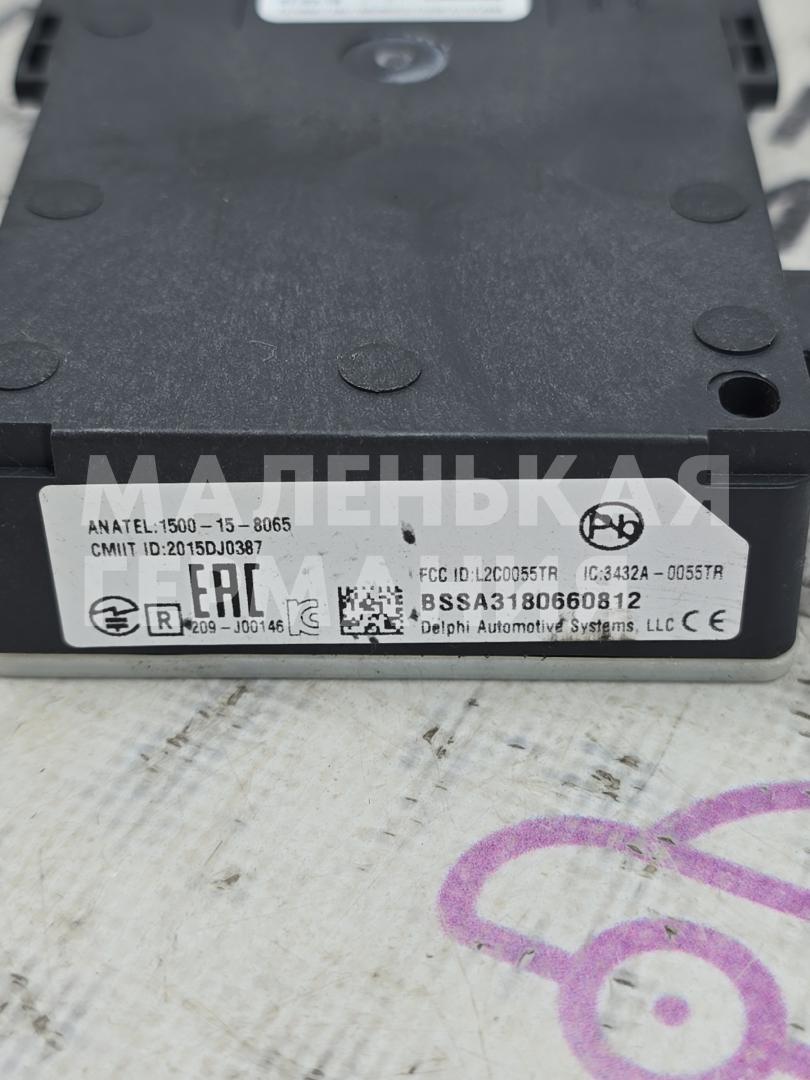 МАЛЕНЬКАЯ
ГЕРМАНИЯ
ANATEL:1500-15-8065
CMIIT ID:2015DJ0387
Pb
FCC ID:L2C0055TR IC:3432A-0055TR
EAC
BSSA3180660812
R 209-J00146
Delphi Automotive Systems, LLC CE